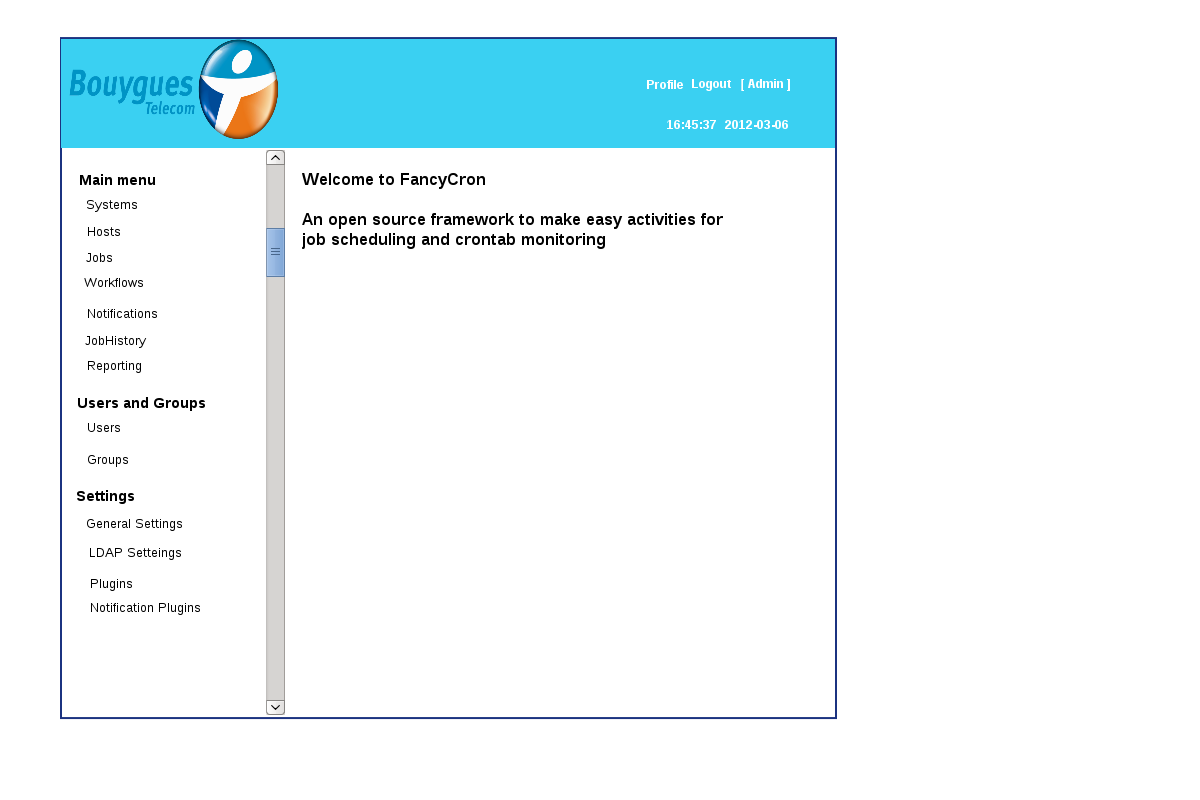 Bouygues
Telecom
Profile Logout [ Admin ]
16:45:37 2012-03-06
Main menu
Systems
Hosts
Jobs
Workflows
Notifications
JobHistory
Reporting
Users and Groups
Users
Groups
Settings
General Settings
LDAP Setteings
Plugins
Notification Plugins
Welcome to FancyCron
An open source framework to make easy activities for
job scheduling and crontab monitoring